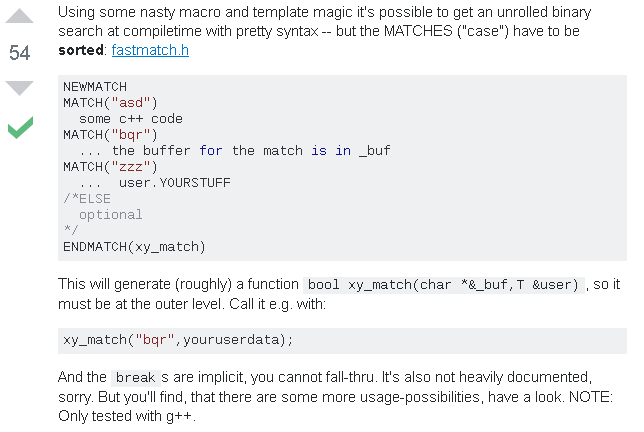 Using some nasty macro and template magic it's possible to get an unrolled binary
search at compiletime with pretty syntax -- but the MATCHES ("case") have to be
sorted: fastmatch.h
54
NEWMATCH
MATCH("asd")
  some c++ code
MATCH("bqr")
  ... the buffer for the match is in _buf
MATCH("zzz")
  ...  user.YOURSTUFF
/*ELSE
  optional
*/
ENDMATCH(xy_match)
This will generate (roughly) a function bool xy_match(char *&_buf,T &user) , so it
must be at the outer level. Call it e.g. with:
xy_match("bqr",youruserdata);
And the break s are implicit, you cannot fall-thru. It's also not heavily documented,
sorry. But you'll find, that there are some more usage-possibilities, have a look. NOTE:
Only tested with g++.